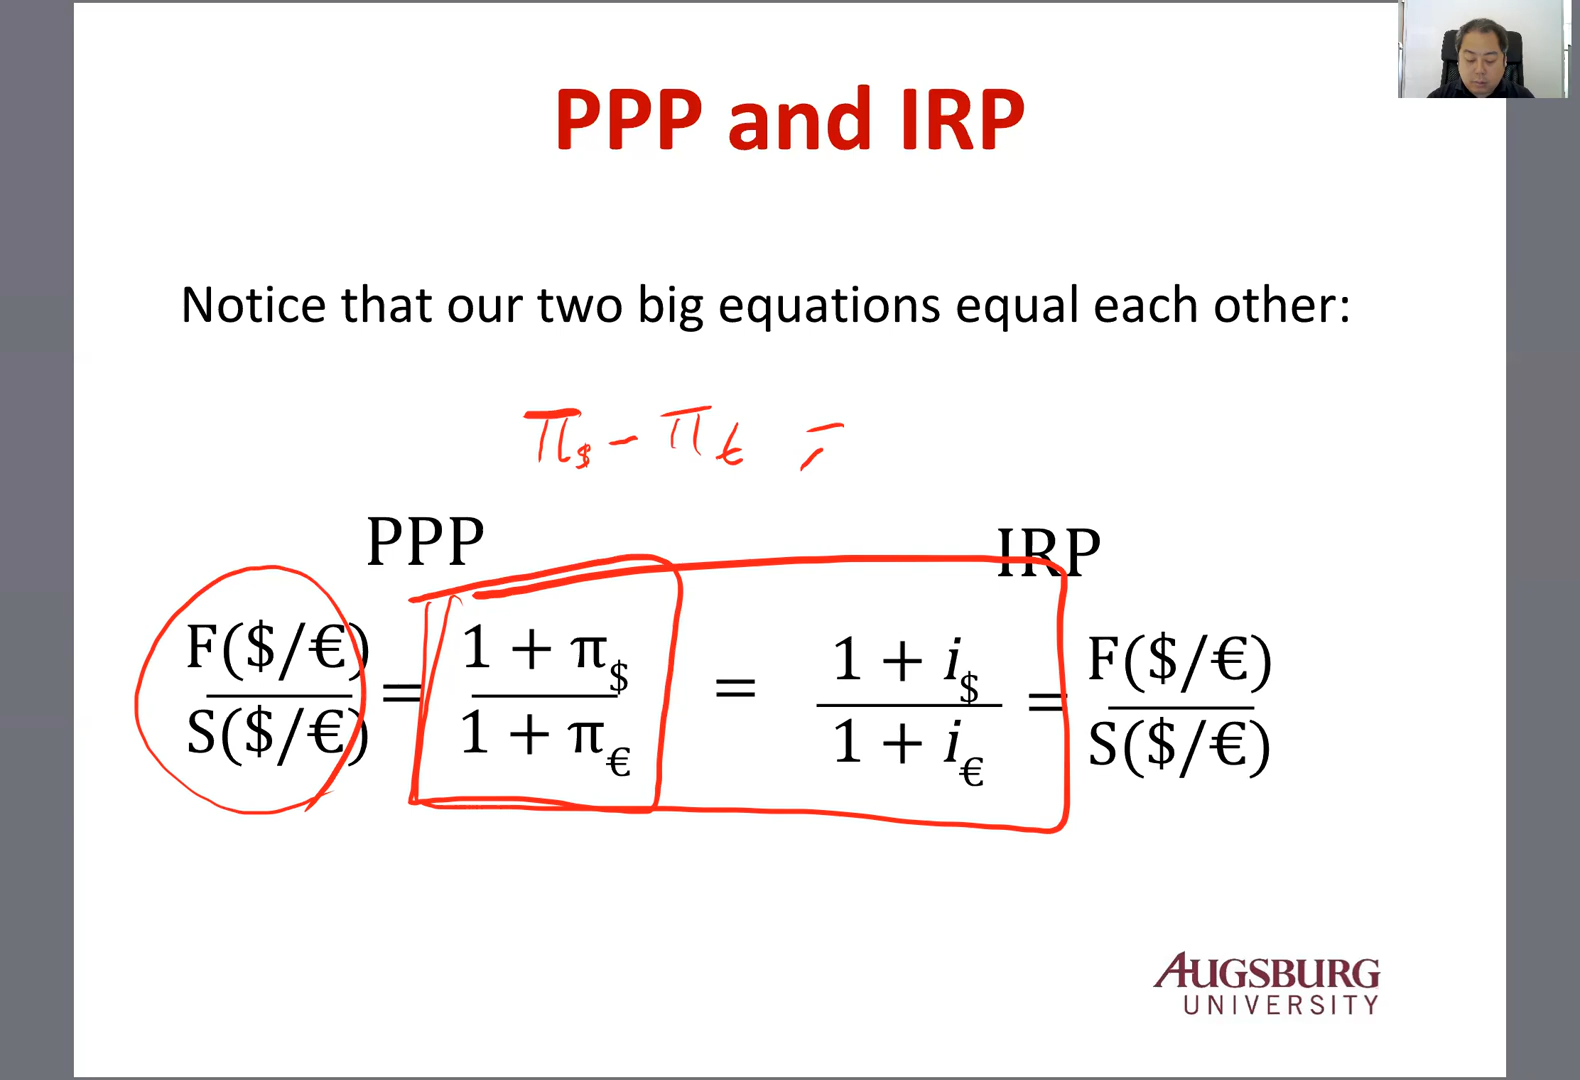 PPP and IRP
Notice that our two big equations equal each other:
π$ - π€ =
PPP
IRP
F($/€) / S($/€) = 1 + π$ / 1 + π€ = 1 + i$ / 1 + i€ = F($/€) / S($/€)
AUGSBURG
UNIVERSITY